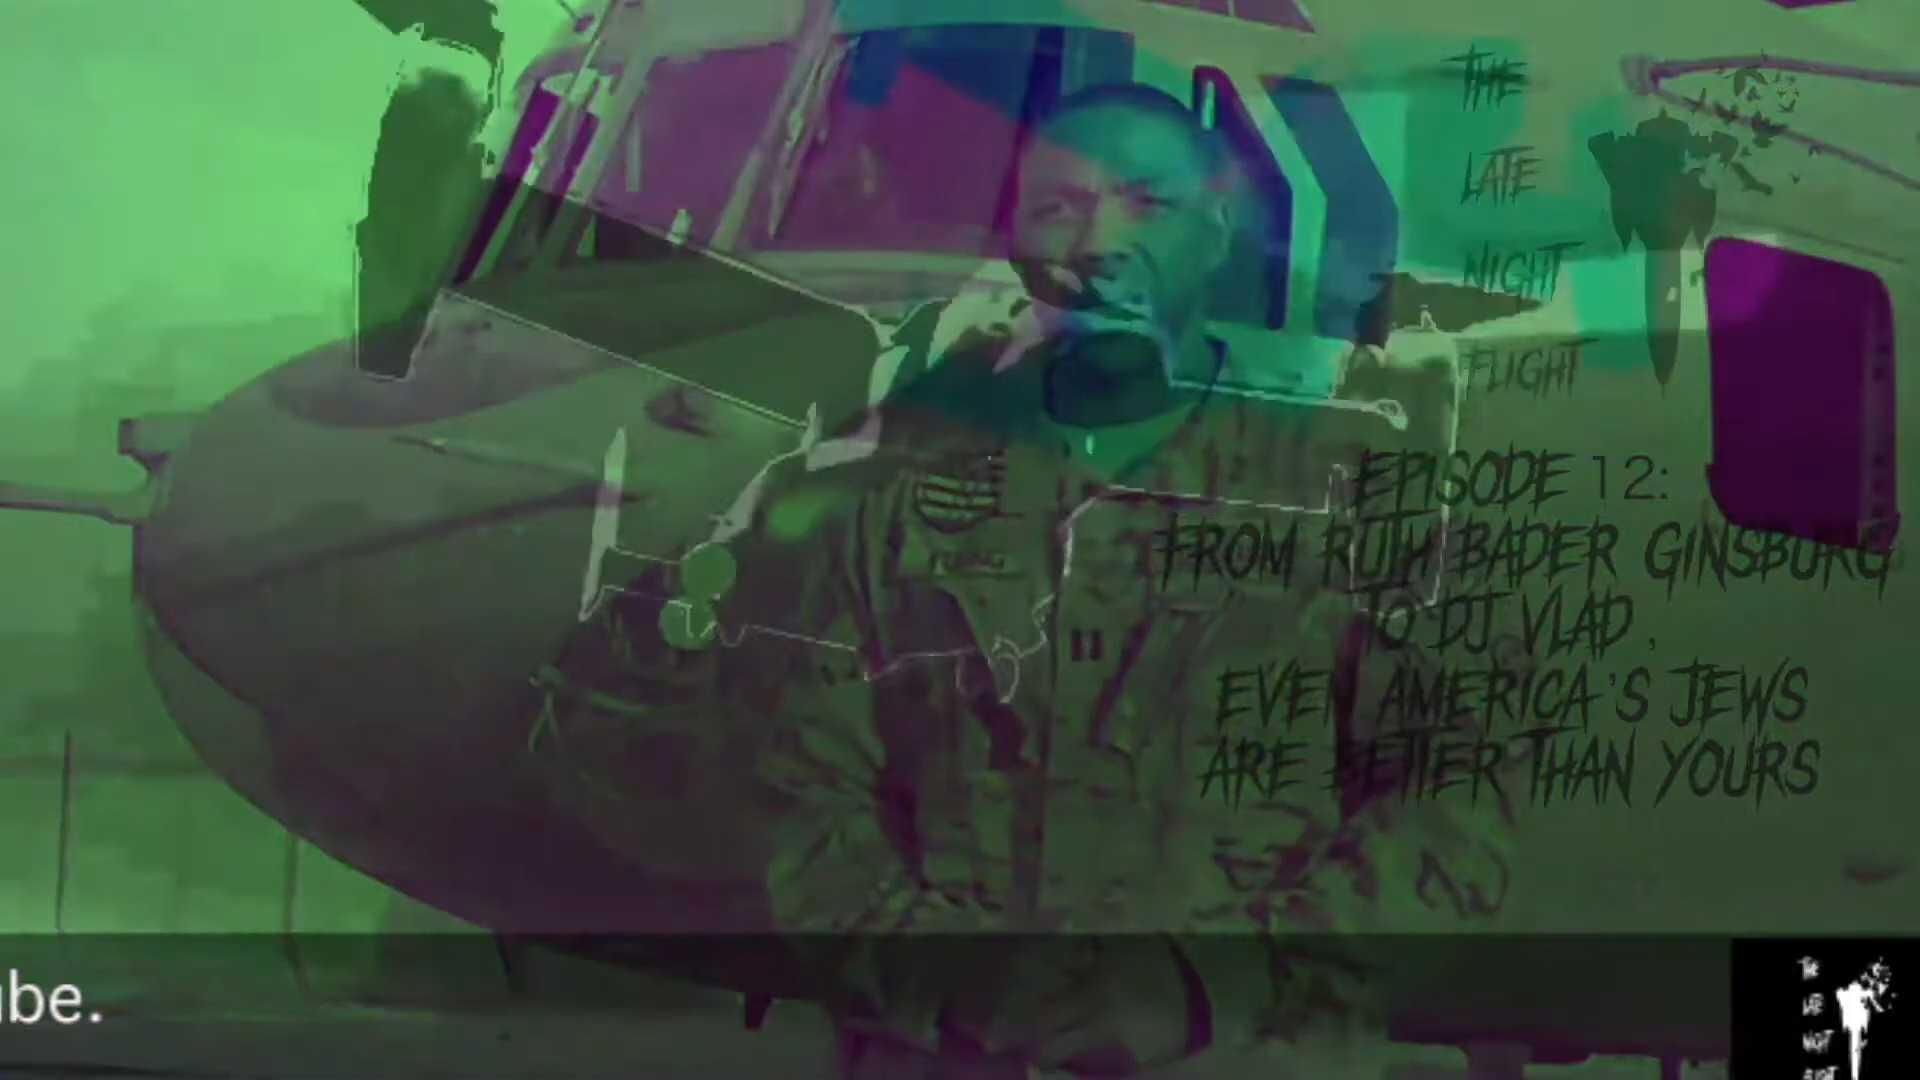 THE
LATE
NIGHT
FLIGHT
EPISODE 12:
FROM RUTH BADER GINSBURG
TO DJ VLAD,
EVEN AMERICA'S JEWS
ARE BETTER THAN YOURS
ube.
THE